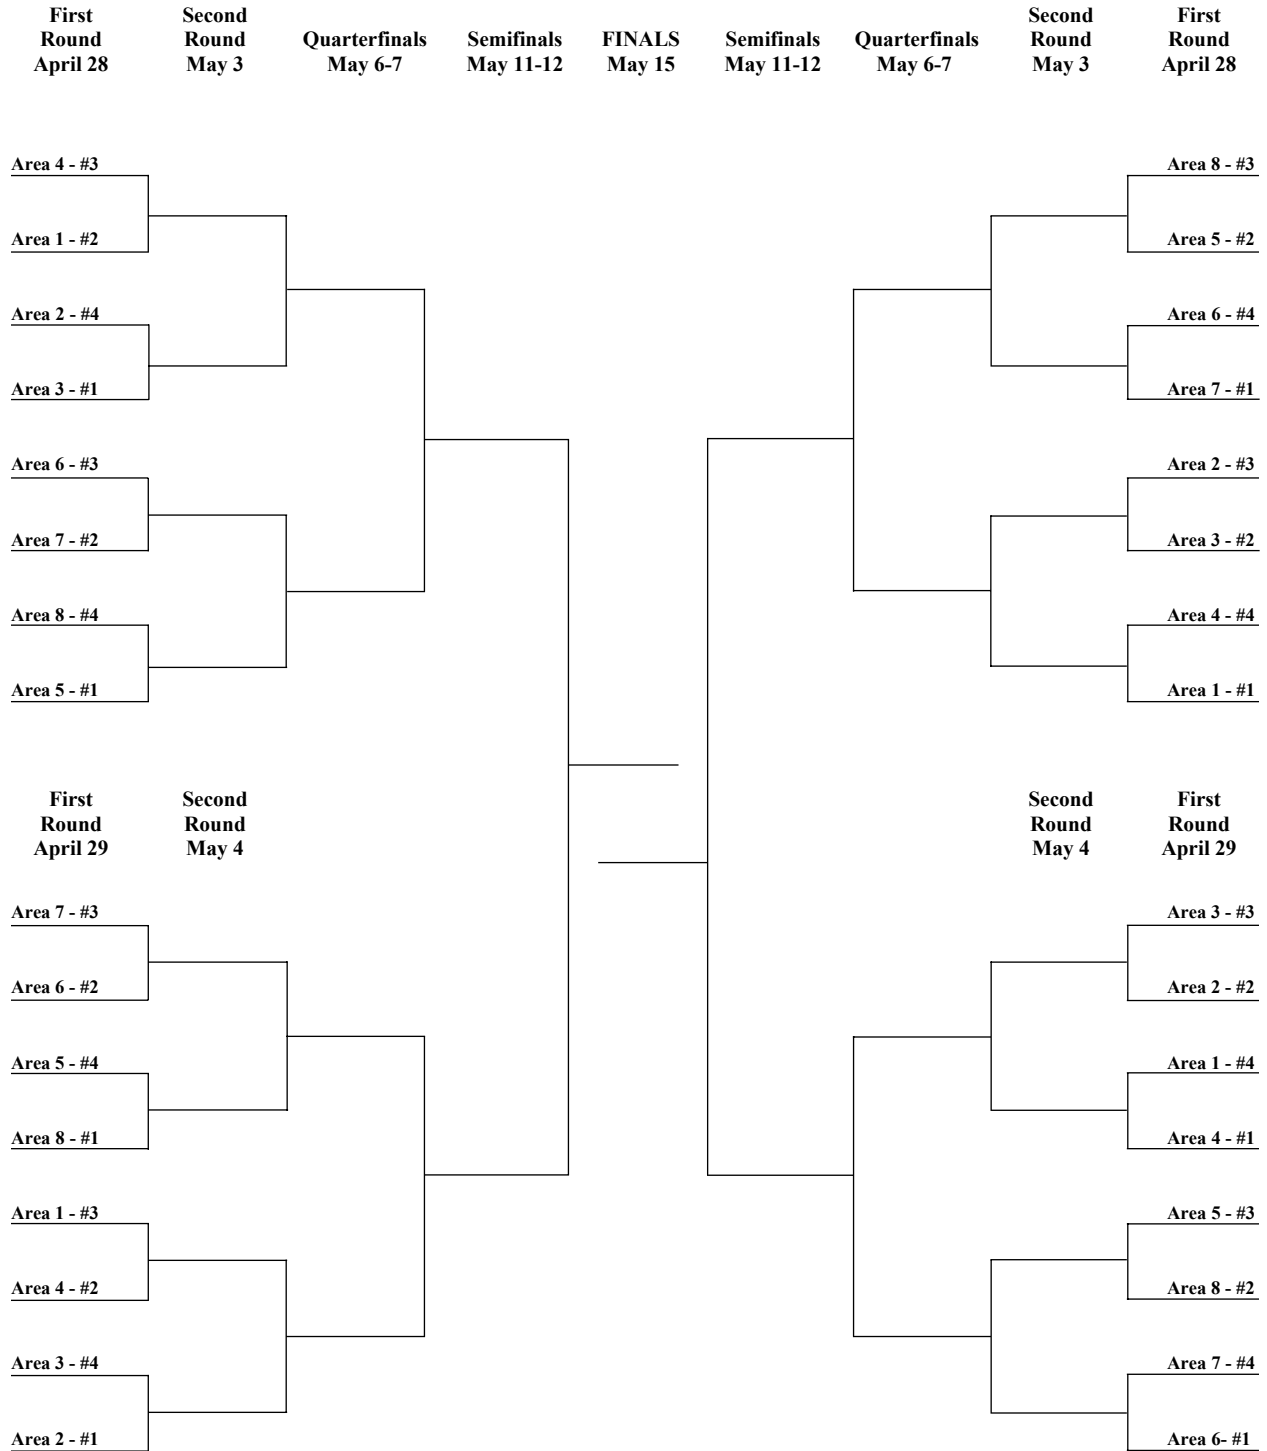 First Round April 28
Second Round May 3
Quarterfinals May 6-7
Semifinals May 11-12
FINALS May 15
Semifinals May 11-12
Quarterfinals May 6-7
Second Round May 3
First Round April 28
Area 4 - #3
Area 1 - #2
Area 2 - #4
Area 3 - #1
Area 6 - #3
Area 7 - #2
Area 8 - #4
Area 5 - #1
Area 8 - #3
Area 5 - #2
Area 6 - #4
Area 7 - #1
Area 2 - #3
Area 3 - #2
Area 4 - #4
Area 1 - #1
First Round April 29
Second Round May 4
Second Round May 4
First Round April 29
Area 7 - #3
Area 6 - #2
Area 5 - #4
Area 8 - #1
Area 1 - #3
Area 4 - #2
Area 3 - #4
Area 2 - #1
Area 3 - #3
Area 2 - #2
Area 1 - #4
Area 4 - #1
Area 5 - #3
Area 8 - #2
Area 7 - #4
Area 6- #1